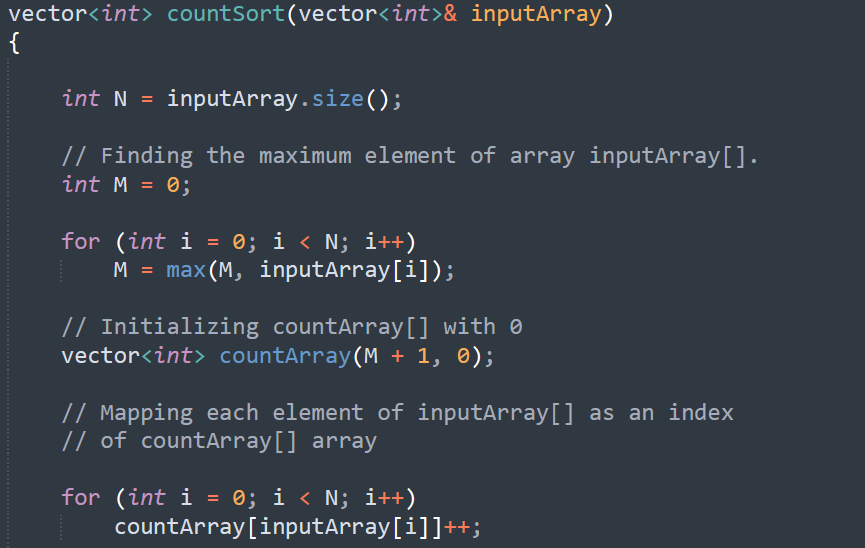 vector<int> countSort(vector<int>& inputArray)
{
int N = inputArray.size();
// Finding the maximum element of array inputArray[].
int M = 0;
for (int i = 0; i < N; i++)
M = max(M, inputArray[i]);
// Initializing countArray[] with 0
vector<int> countArray(M + 1, 0);
// Mapping each element of inputArray[] as an index
// of countArray[] array
for (int i = 0; i < N; i++)
countArray[inputArray[i]]++;